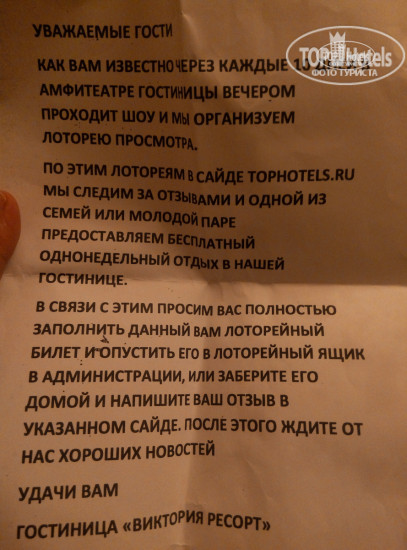 УВАЖАЕМЫЕ ГОСТИ
TOPHotels
ФОТО ТУРИСТА
КАК ВАМ ИЗВЕСТНО ЧЕРЕЗ КАЖДЫЕ 10
АМФИТЕАТРЕ ГОСТИНИЦЫ ВЕЧЕРОМ
ПРОХОДИТ ШОУ И МЫ ОРГАНИЗУЕМ
ЛОТОРЕЮ ПРОСМОТРА.
ПО ЭТИМ ЛОТОРЕЯМ В САЙДЕ TOPHOTELS.RU
МЫ СЛЕДИМ ЗА ОТЗЫВАМИ И ОДНОЙ ИЗ
СЕМЕЙ ИЛИ МОЛОДОЙ ПАРЕ
ПРЕДОСТАВЛЯЕМ БЕСПЛАТНЫЙ
ОДНОНЕДЕЛЬНЫЙ ОТДЫХ В НАШЕЙ
ГОСТИНИЦЕ.
В СВЯЗИ С ЭТИМ ПРОСИМ ВАС ПОЛНОСТЬЮ
ЗАПОЛНИТЬ ДАННЫЙ ВАМ ЛОТОРЕЙНЫЙ
БИЛЕТ И ОПУСТИТЬ ЕГО В ЛОТОРЕЙНЫЙ ЯЩИК
В АДМИНИСТРАЦИИ, ИЛИ ЗАБЕРИТЕ ЕГО
ДОМОЙ И НАПИШИТЕ ВАШ ОТЗЫВ В
УКАЗАННОМ САЙДЕ. ПОСЛЕ ЭТОГО ЖДИТЕ ОТ
НАС ХОРОШИХ НОВОСТЕЙ
УДАЧИ ВАМ
ГОСТИНИЦА «ВИКТОРИЯ РЕСОРТ»